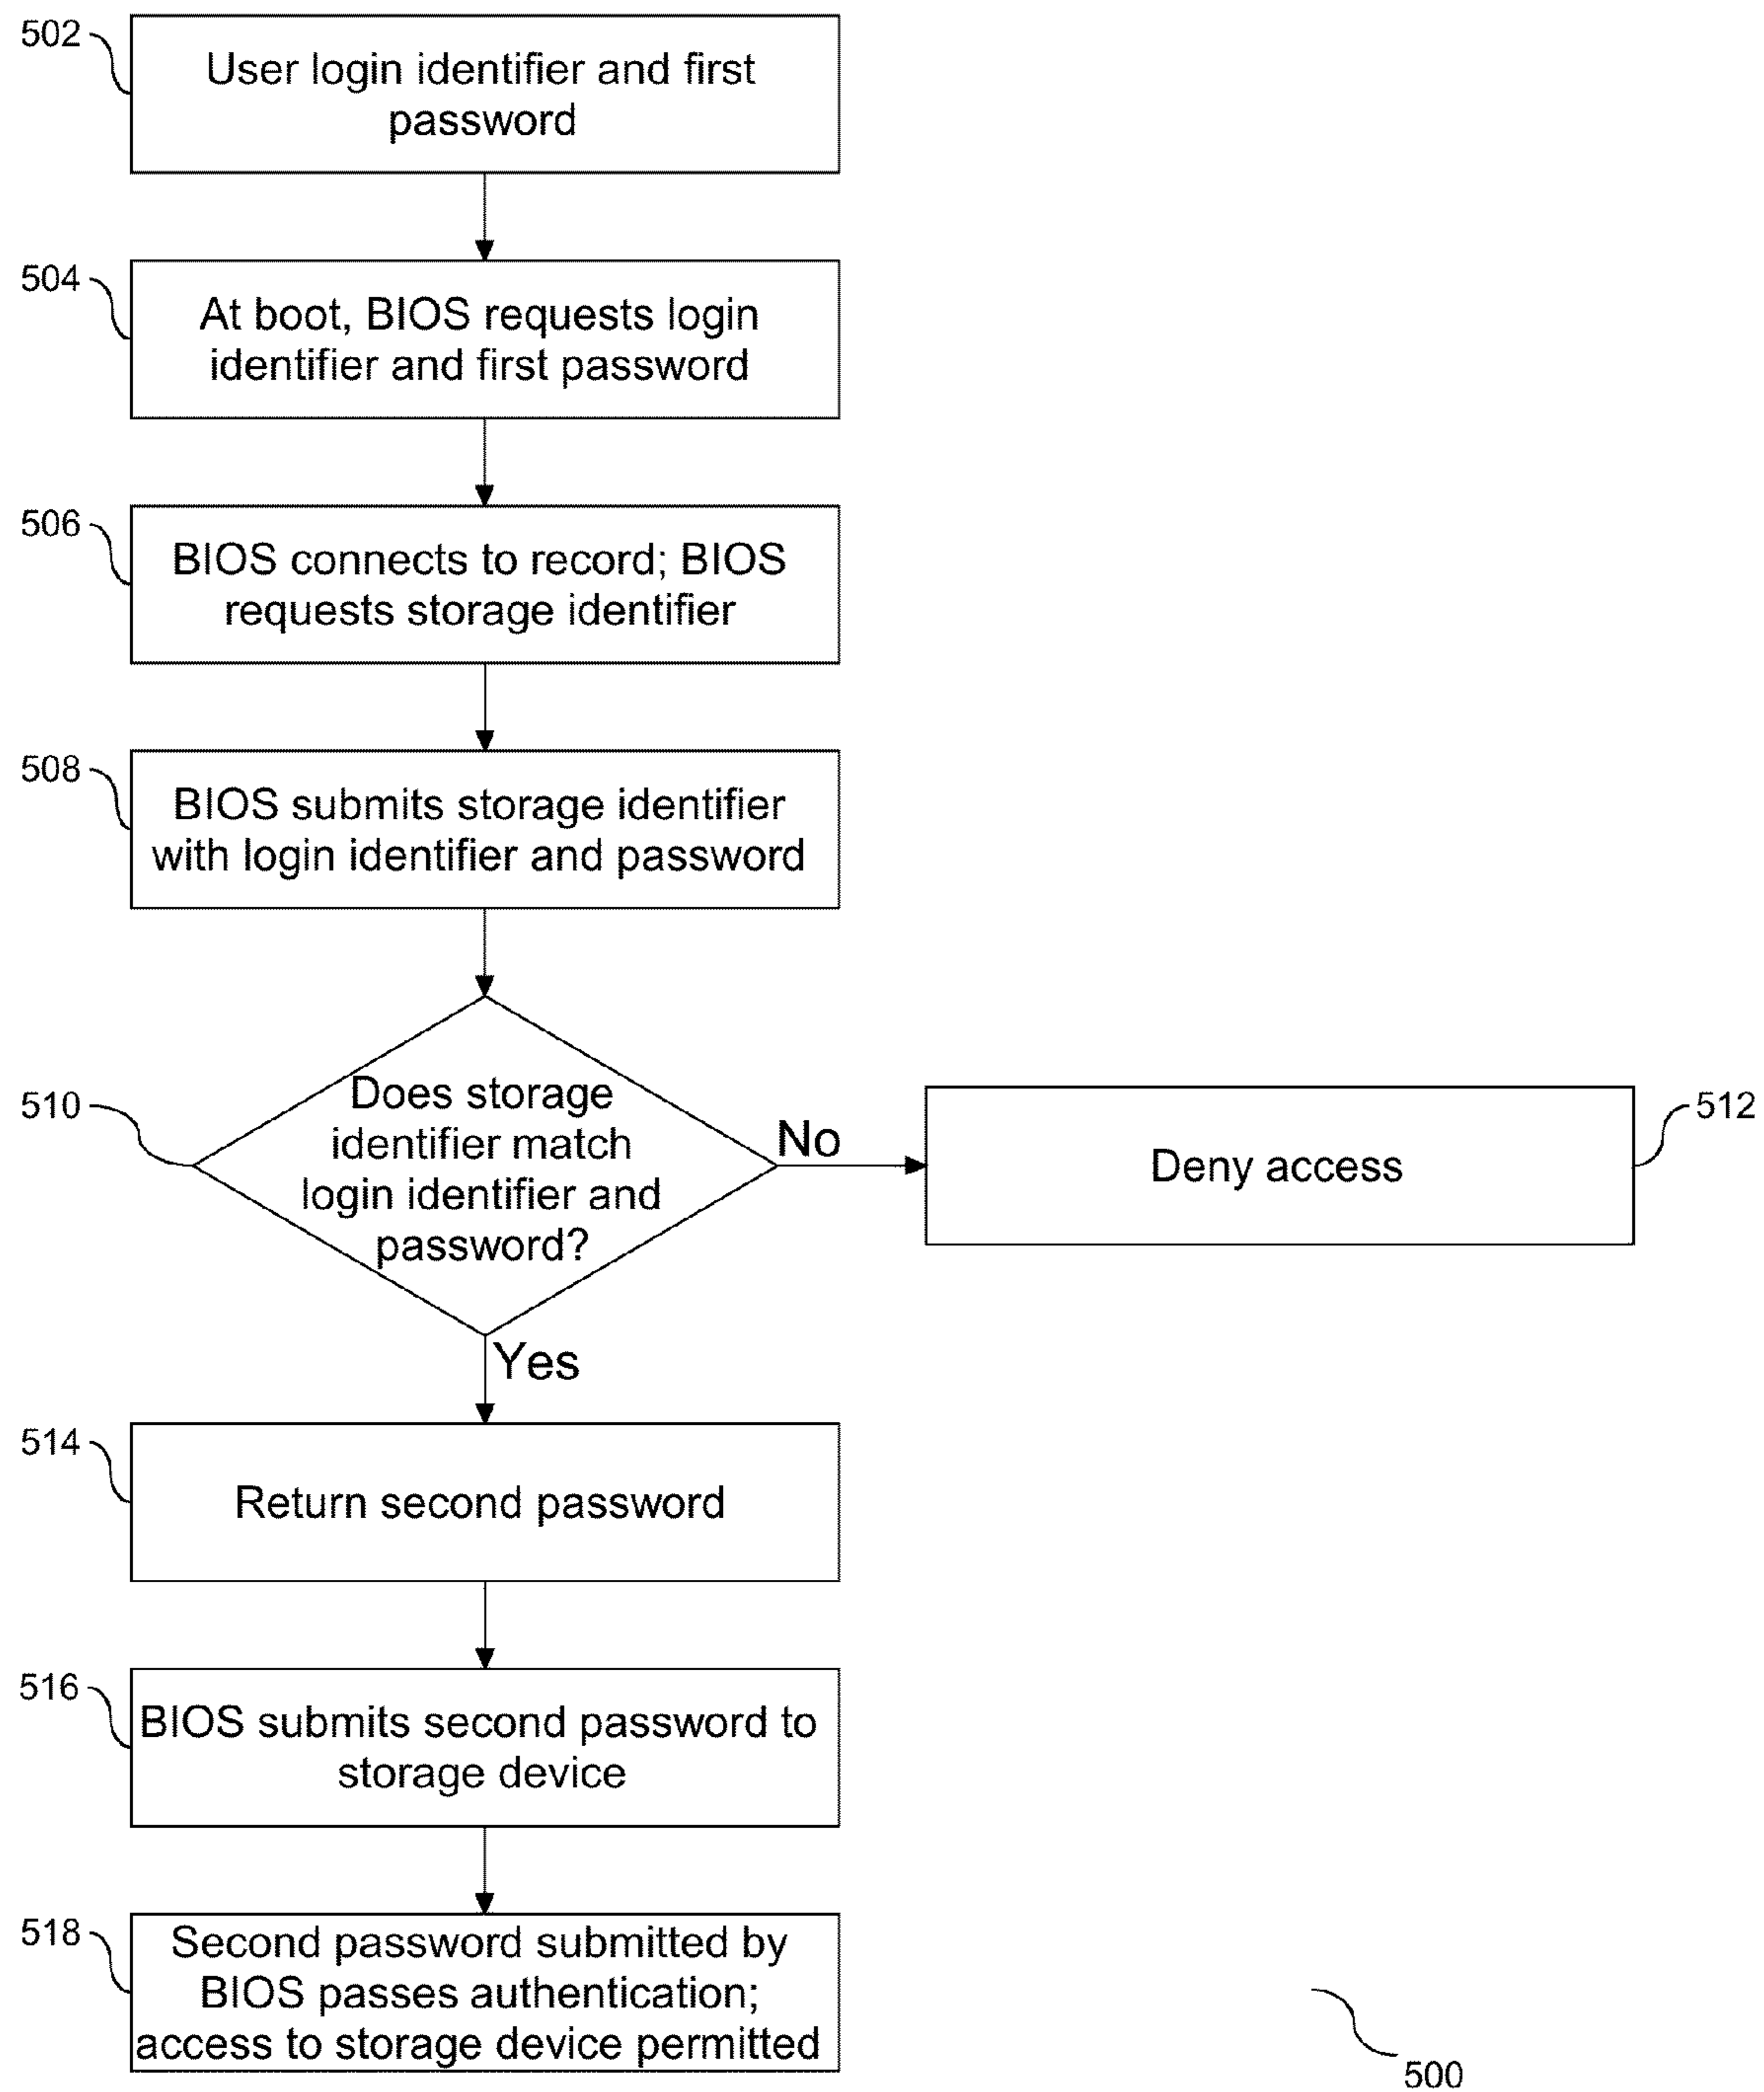 502
User login identifier and first
password
504
At boot, BIOS requests login
identifier and first password
506
BIOS connects to record; BIOS
requests storage identifier
508
BIOS submits storage identifier
with login identifier and password
510
Does storage
identifier match
login identifier and
password?
No
Deny access
512
Yes
514
Return second password
516
BIOS submits second password to
storage device
518
Second password submitted by
BIOS passes authentication;
access to storage device permitted
500